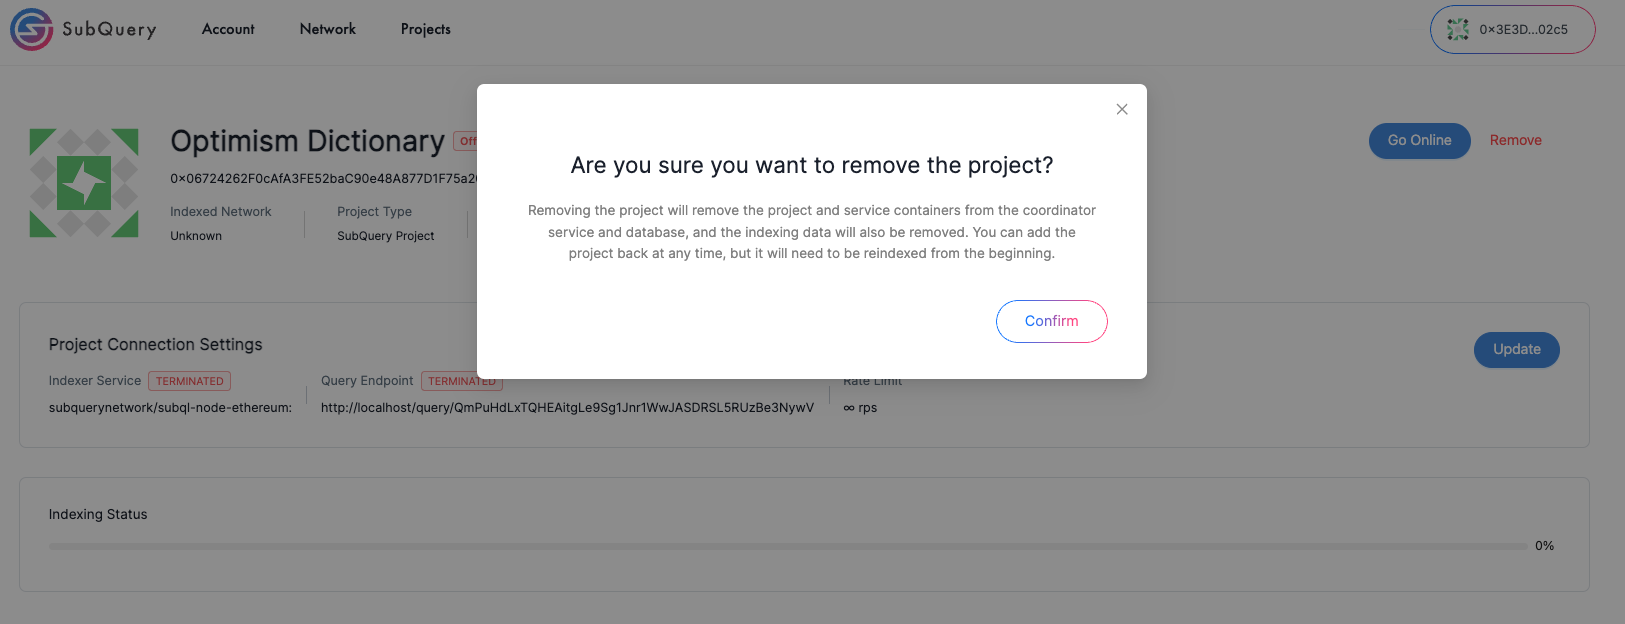 SubQuery Account Network Projects 0x3E3D...02c5
Are you sure you want to remove the project?
Removing the project will remove the project and service containers from the coordinator
service and database, and the indexing data will also be removed. You can add the
project back at any time, but it will need to be reindexed from the beginning.
Confirm
Optimism Dictionary Off
Go Online Remove
0x06724262F0cAfA3FE52baC90e48A877D1F75a2
Indexed Network Project Type
Unknown SubQuery Project
Project Connection Settings
Update
Indexer Service TERMINATED Query Endpoint TERMINATED Rate Limit
subquerynetwork/subql-node-ethereum: http://localhost/query/QmPuHdLxTQHEAitgLe9Sg1Jnr1WwJASDRSL5RUzBe3NywV ∞ rps
Indexing Status
0%